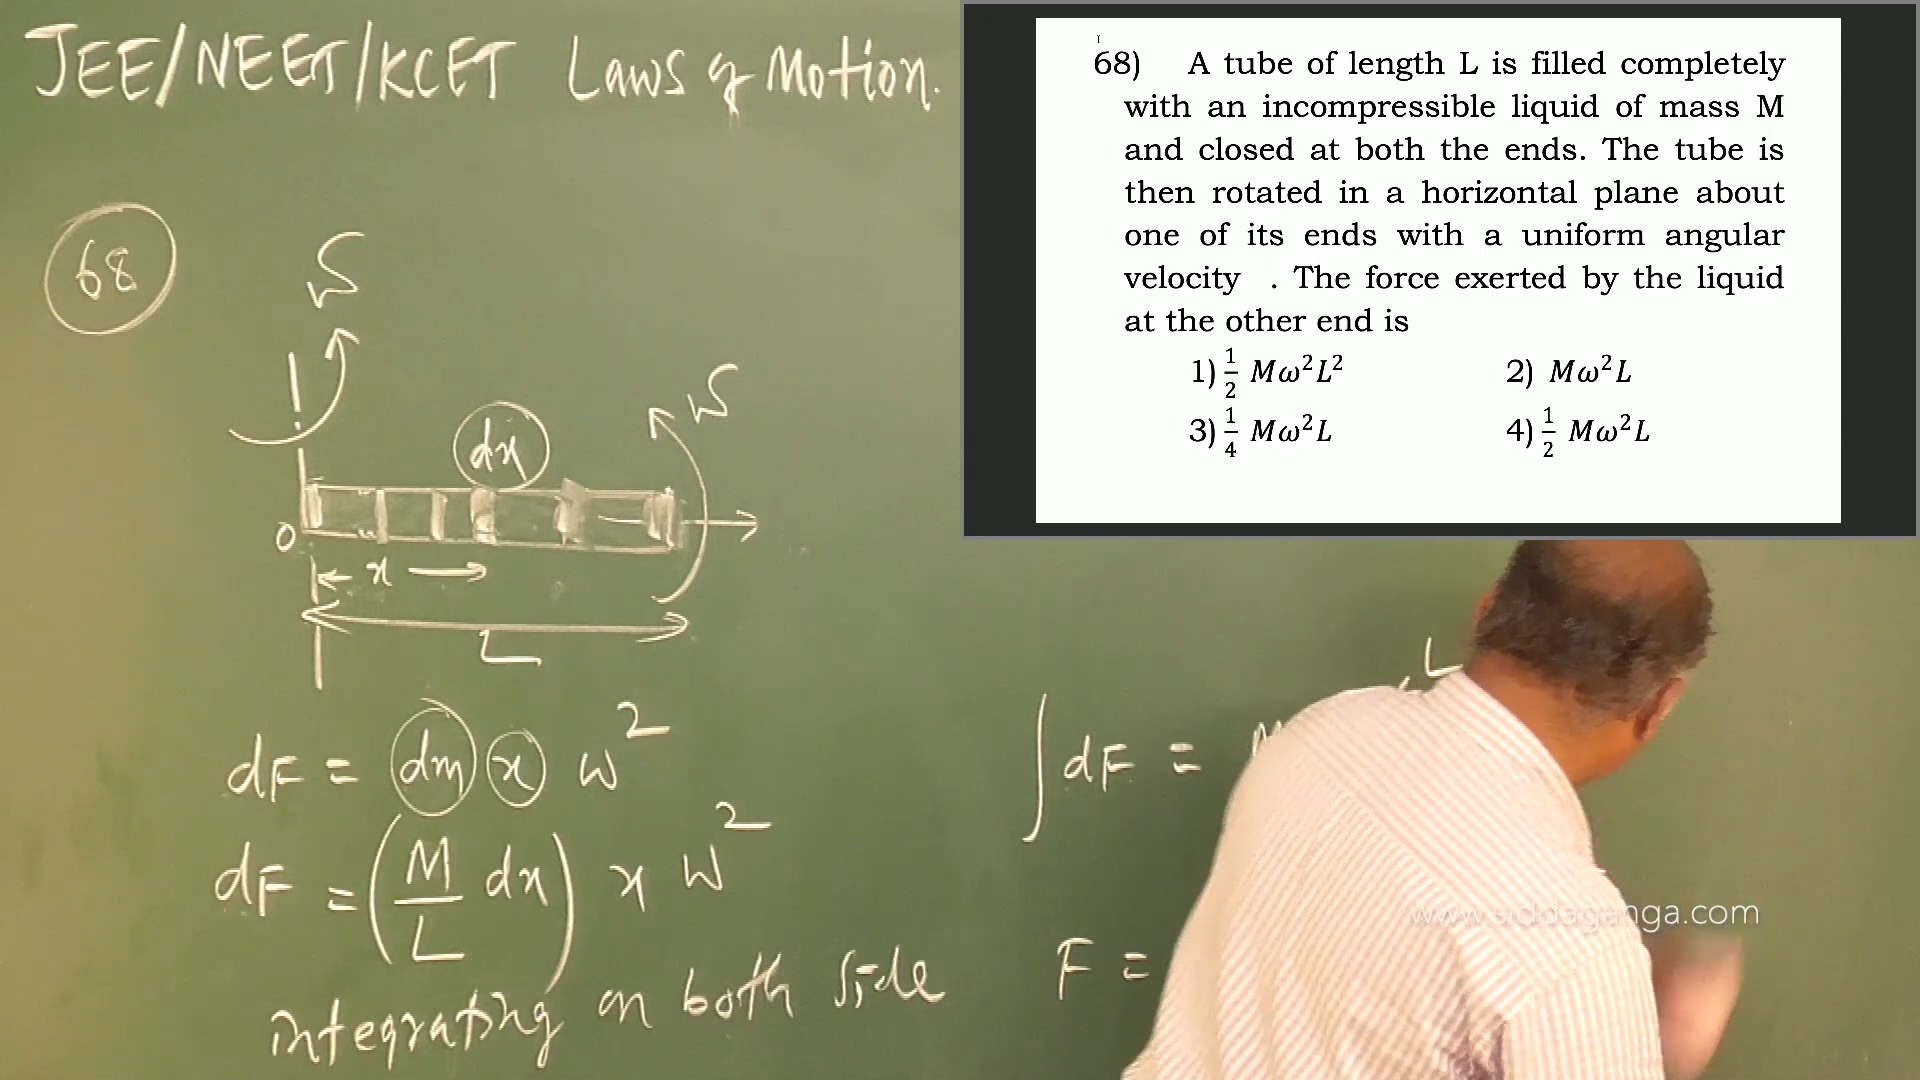 JEE/NEET/KCET Laws of Motion.
68) A tube of length L is filled completely
with an incompressible liquid of mass M
and closed at both the ends. The tube is
then rotated in a horizontal plane about
one of its ends with a uniform angular
velocity . The force exerted by the liquid
at the other end is
1) 1/2 Mω²L² 2) Mω²L
3) 1/4 Mω²L 4) 1/2 Mω²L
68
ω
ω
dx
O
x
L
dF = dm x ω²
dF = (M/L dx) x ω²
integrating on both side
L
∫ dF =
F =
www.siddaganga.com